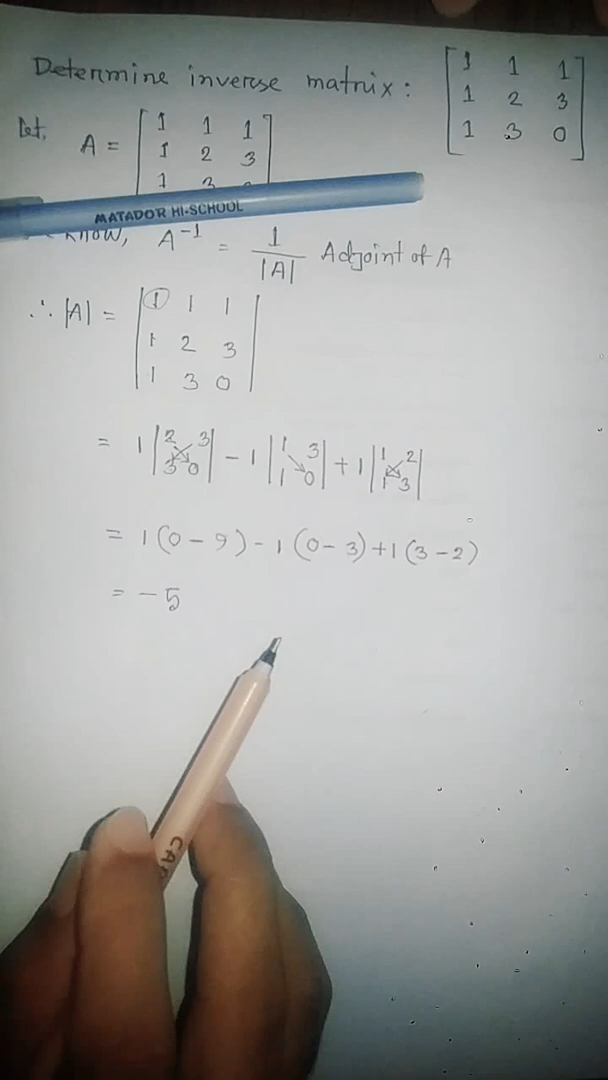 Determine inverse matrix: [1 1 1
1 2 3
1 3 0]
Let, A = [1 1 1
1 2 3
1 3
MATADOR HI-SCHOOL
know, A⁻¹ = 1/|A| Adjoint of A
∴ |A| = |1 1 1
1 2 3
1 3 0|
= 1 |2 3 3 0| - 1 |1 3 1 0| + 1 |1 2 1 3|
= 1(0 - 9) - 1(0 - 3) + 1(3 - 2)
= -5